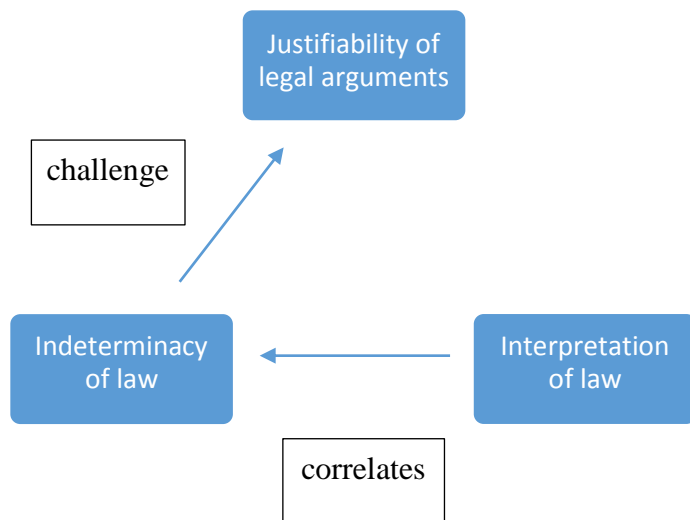 Justifiability of
legal arguments
challenge
Indeterminacy
of law
Interpretation
of law
correlates